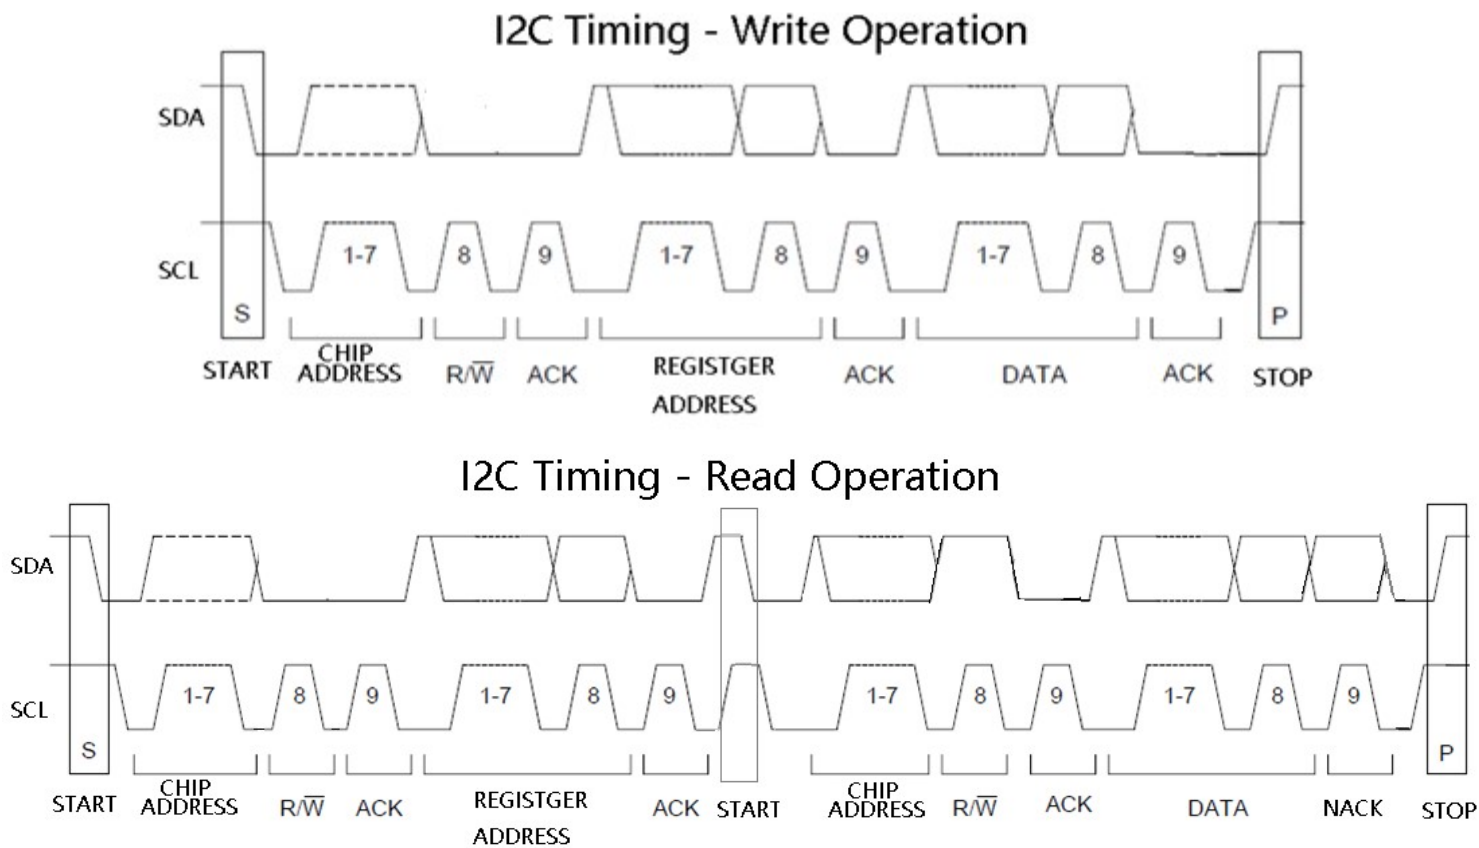 I2C Timing - Write Operation
SDA
SCL
1-7 8 9 1-7 8 9 1-7 8 9
S P
START CHIP ADDRESS R/W̅ ACK REGISTGER ADDRESS ACK DATA ACK STOP
I2C Timing - Read Operation
SDA
SCL
1-7 8 9 1-7 8 9 1-7 8 9 1-7 8 9
S P
START CHIP ADDRESS R/W̅ ACK REGISTGER ADDRESS ACK START CHIP ADDRESS R/W̅ ACK DATA NACK STOP